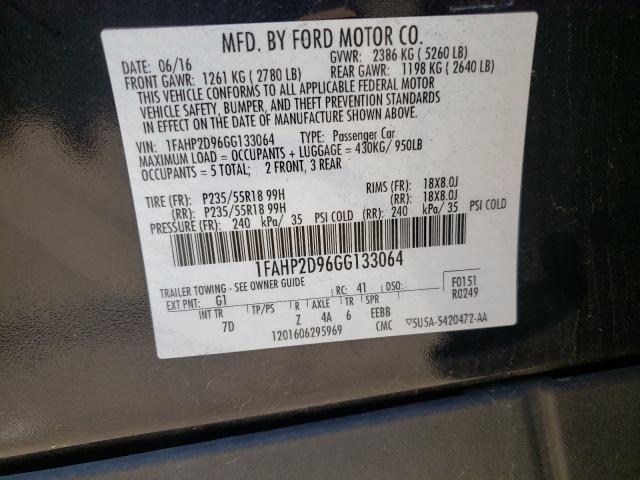 MFD. BY FORD MOTOR CO.
DATE: 06/16 GVWR: 2386 KG ( 5260 LB)
FRONT GAWR: 1261 KG ( 2780 LB) REAR GAWR: 1198 KG ( 2640 LB)
THIS VEHICLE CONFORMS TO ALL APPLICABLE FEDERAL MOTOR
VEHICLE SAFETY, BUMPER, AND THEFT PREVENTION STANDARDS
IN EFFECT ON THE DATE OF MANUFACTURE SHOWN ABOVE.
VIN: 1FAHP2D96GG133064 TYPE: Passenger Car
MAXIMUM LOAD = OCCUPANTS + LUGGAGE = 430KG/ 950LB
OCCUPANTS = 5 TOTAL; 2 FRONT, 3 REAR
TIRE (FR): P235/55R18 99H RIMS (FR): 18X8.0J
(RR): P235/55R18 99H (RR): 18X8.0J
PRESSURE (FR): 240 kPa/ 35 PSI COLD (RR): 240 kPa/ 35 PSI COLD
1FAHP2D96GG133064
TRAILER TOWING - SEE OWNER GUIDE
EXT PNT: G1 RC: 41 DSO: F0151
R0249
INT TR TP/PS R AXLE TR SPR
7D Z 4A 6 EEBB
1201606295969 CMC 5U5A-5420472-AA